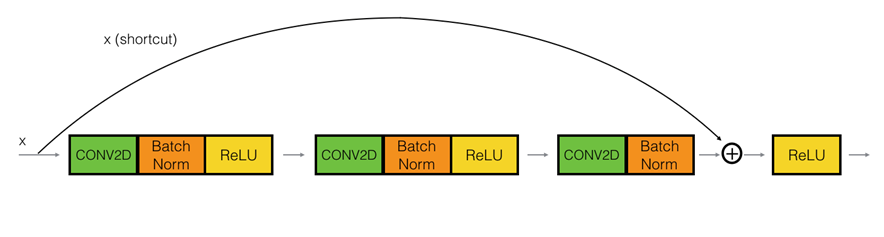 x (shortcut)
x
CONV2D
Batch
Norm
ReLU
CONV2D
Batch
Norm
ReLU
CONV2D
Batch
Norm
+
ReLU